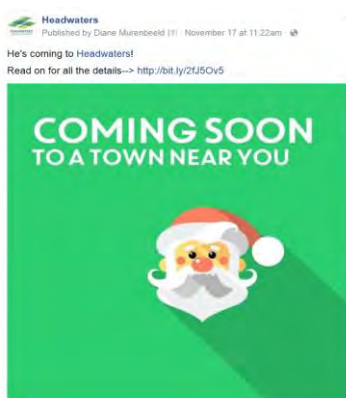 Headwaters
Published by Diane Murenbeeld [?] · November 17 at 11:22am ·
He's coming to Headwaters!
Read on for all the details--> http://bit.ly/2fJ5Ov5
COMING SOON
TO A TOWN NEAR YOU